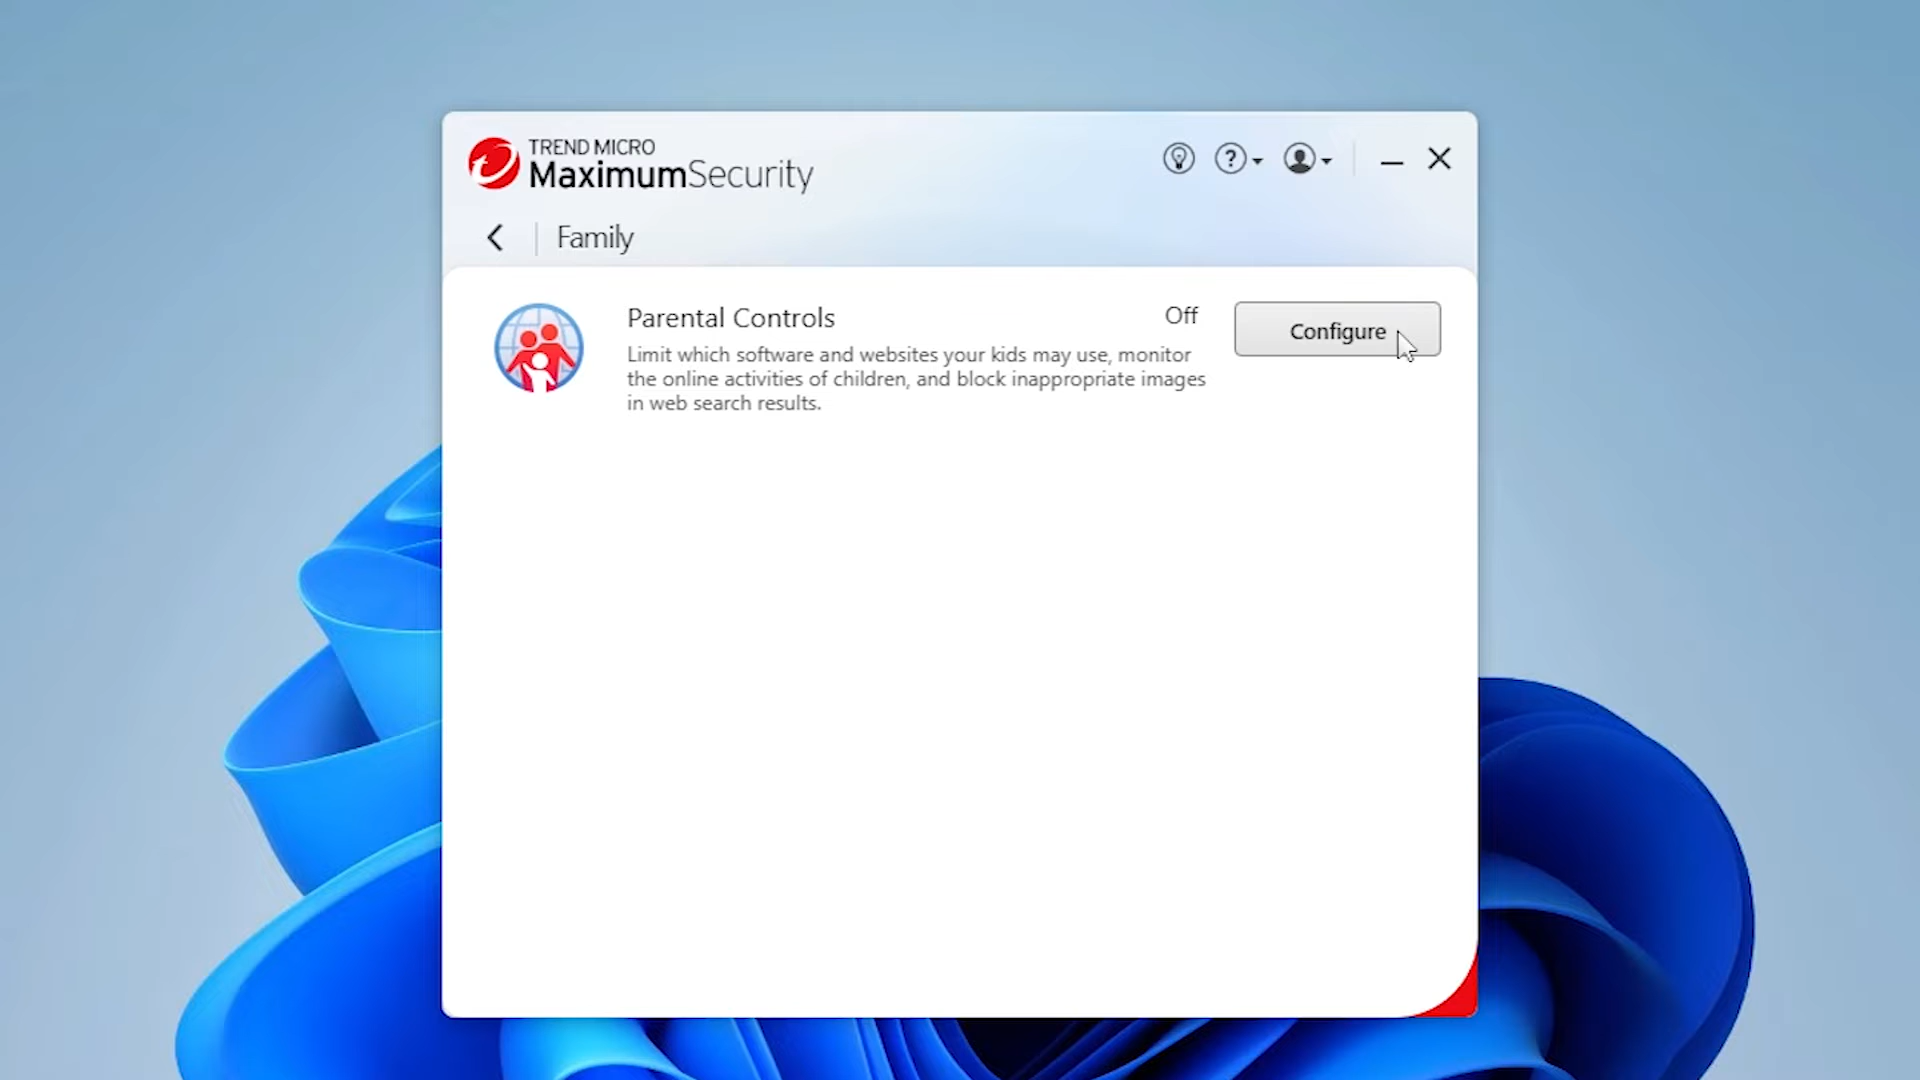 TREND MICRO
MaximumSecurity
Family
Parental Controls
Off
Configure
Limit which software and websites your kids may use, monitor
the online activities of children, and block inappropriate images
in web search results.